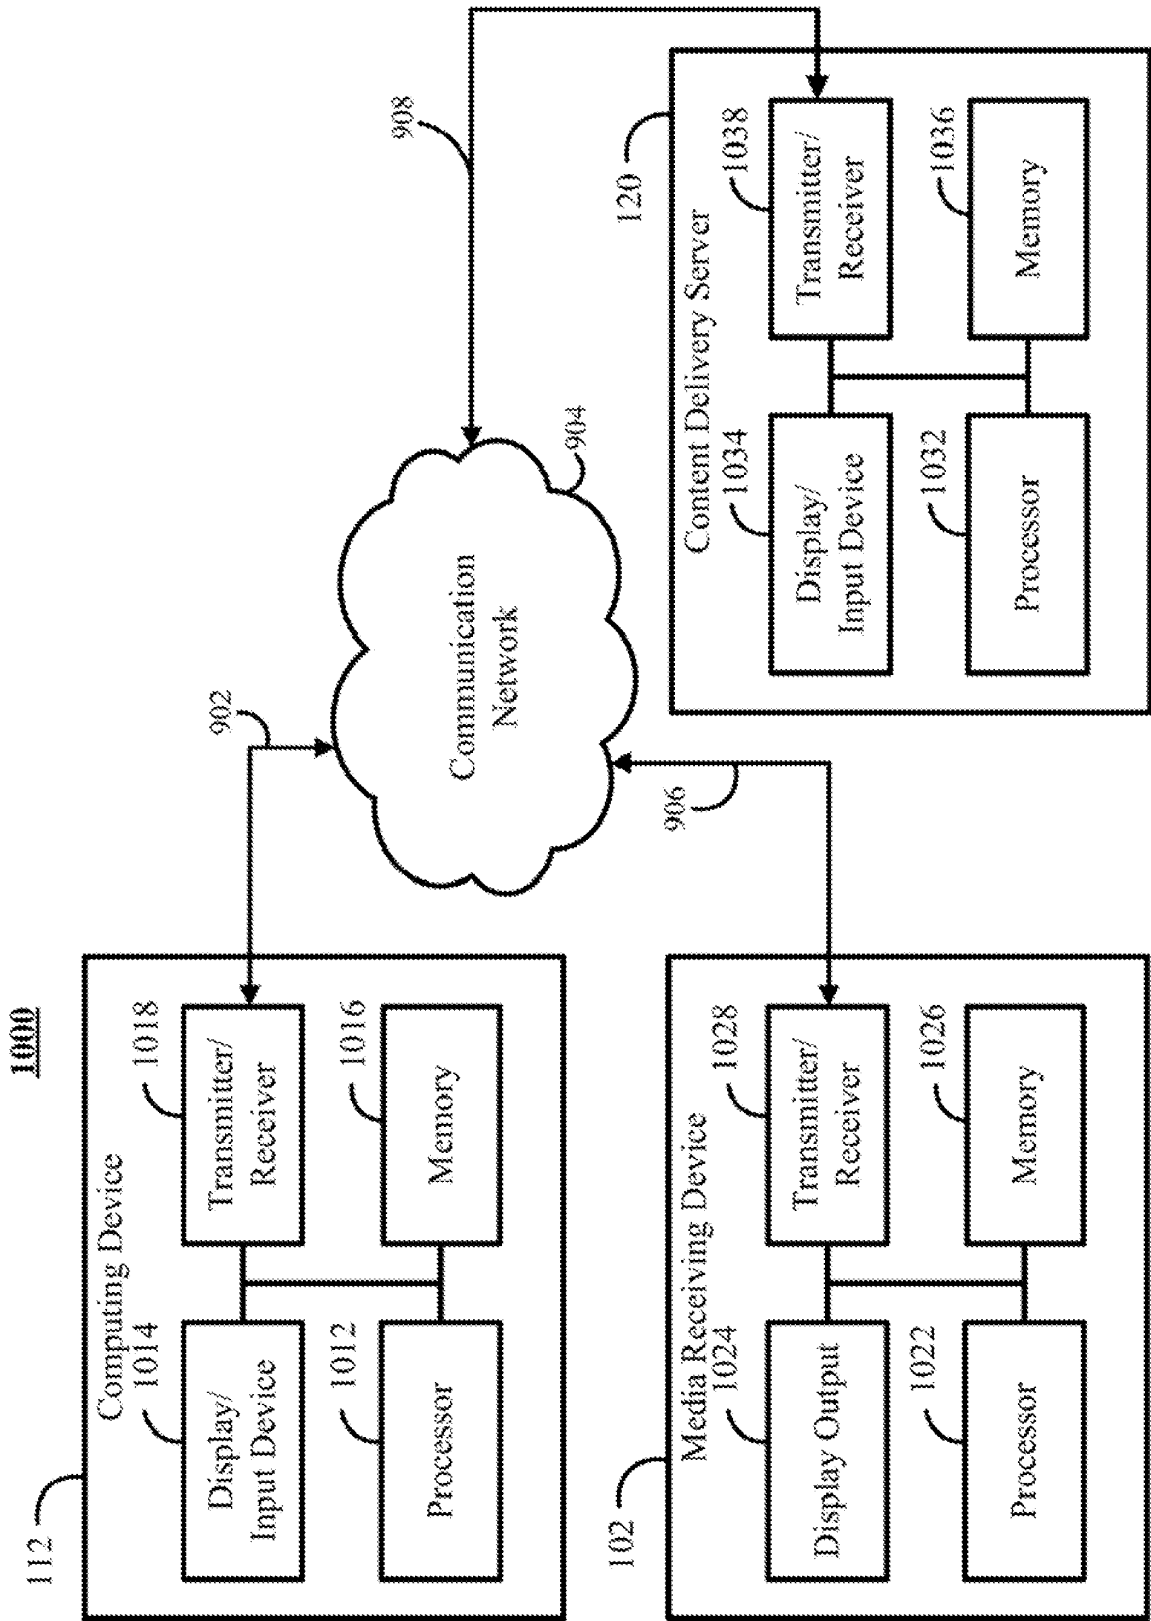 1000
112
Computing Device
1014
Display/
Input Device
1018
Transmitter/
Receiver
1012
Processor
1016
Memory
902
Communication
Network
904
908
906
102
Media Receiving Device
1024
Display Output
1028
Transmitter/
Receiver
1022
Processor
1026
Memory
120
Content Delivery Server
1034
Display/
Input Device
1038
Transmitter/
Receiver
1032
Processor
1036
Memory